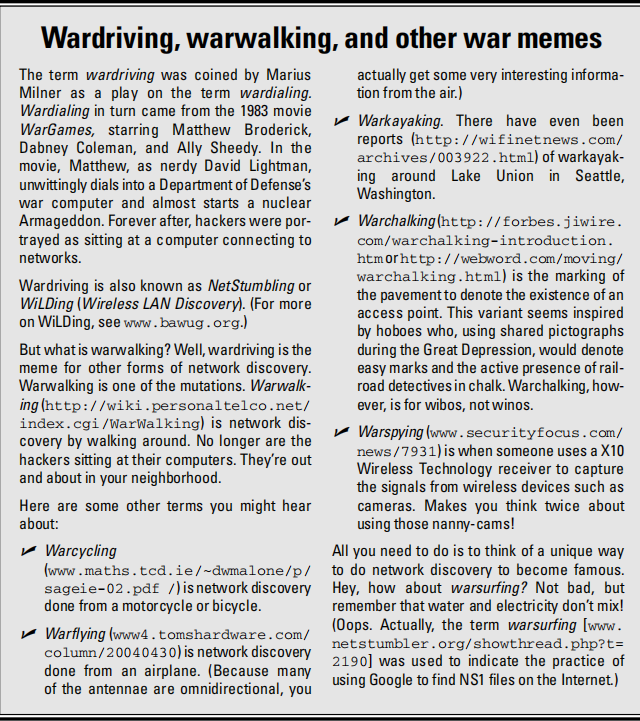 Wardriving, warwalking, and other war memes
The term wardriving was coined by Marius
Milner as a play on the term wardialing.
Wardialing in turn came from the 1983 movie
WarGames, starring Matthew Broderick,
Dabney Coleman, and Ally Sheedy. In the
movie, Matthew, as nerdy David Lightman,
unwittingly dials into a Department of Defense's
war computer and almost starts a nuclear
Armageddon. Forever after, hackers were por-
trayed as sitting at a computer connecting to
networks.
Wardriving is also known as NetStumbling or
WiLDing (Wireless LAN Discovery). (For more
on WiLDing, see www.bawug.org.)
But what is warwalking? Well, wardriving is the
meme for other forms of network discovery.
Warwalking is one of the mutations. Warwalk-
ing (http://wiki.personaltelco.net/
index.cgi/WarWalking) is network dis-
covery by walking around. No longer are the
hackers sitting at their computers. They're out
and about in your neighborhood.
Here are some other terms you might hear
about:
✓ Warcycling
(www.maths.tcd.ie/~dwmalone/p/
sageie-02.pdf /) is network discovery
done from a motorcycle or bicycle.
✓ Warflying (www4.tomshardware.com/
column/20040430) is network discovery
done from an airplane. (Because many
of the antennae are omnidirectional, you
actually get some very interesting informa-
tion from the air.)
✓ Warkayaking. There have even been
reports (http://wifinetnews.com/
archives/003922.html) of warkayak-
ing around Lake Union in Seattle,
Washington.
✓ Warchalking (http://forbes.jiwire.
com/warchalking-introduction.
htm or http://webword.com/moving/
warchalking.html) is the marking of
the pavement to denote the existence of an
access point. This variant seems inspired
by hoboes who, using shared pictographs
during the Great Depression, would denote
easy marks and the active presence of rail-
road detectives in chalk. Warchalking, how-
ever, is for wibos, not winos.
✓ Warspying (www.securityfocus.com/
news/7931) is when someone uses a X10
Wireless Technology receiver to capture
the signals from wireless devices such as
cameras. Makes you think twice about
using those nanny-cams!
All you need to do is to think of a unique way
to do network discovery to become famous.
Hey, how about warsurfing? Not bad, but
remember that water and electricity don't mix!
(Oops. Actually, the term warsurfing [www.
netstumbler.org/showthread.php?t=
2190] was used to indicate the practice of
using Google to find NS1 files on the Internet.)